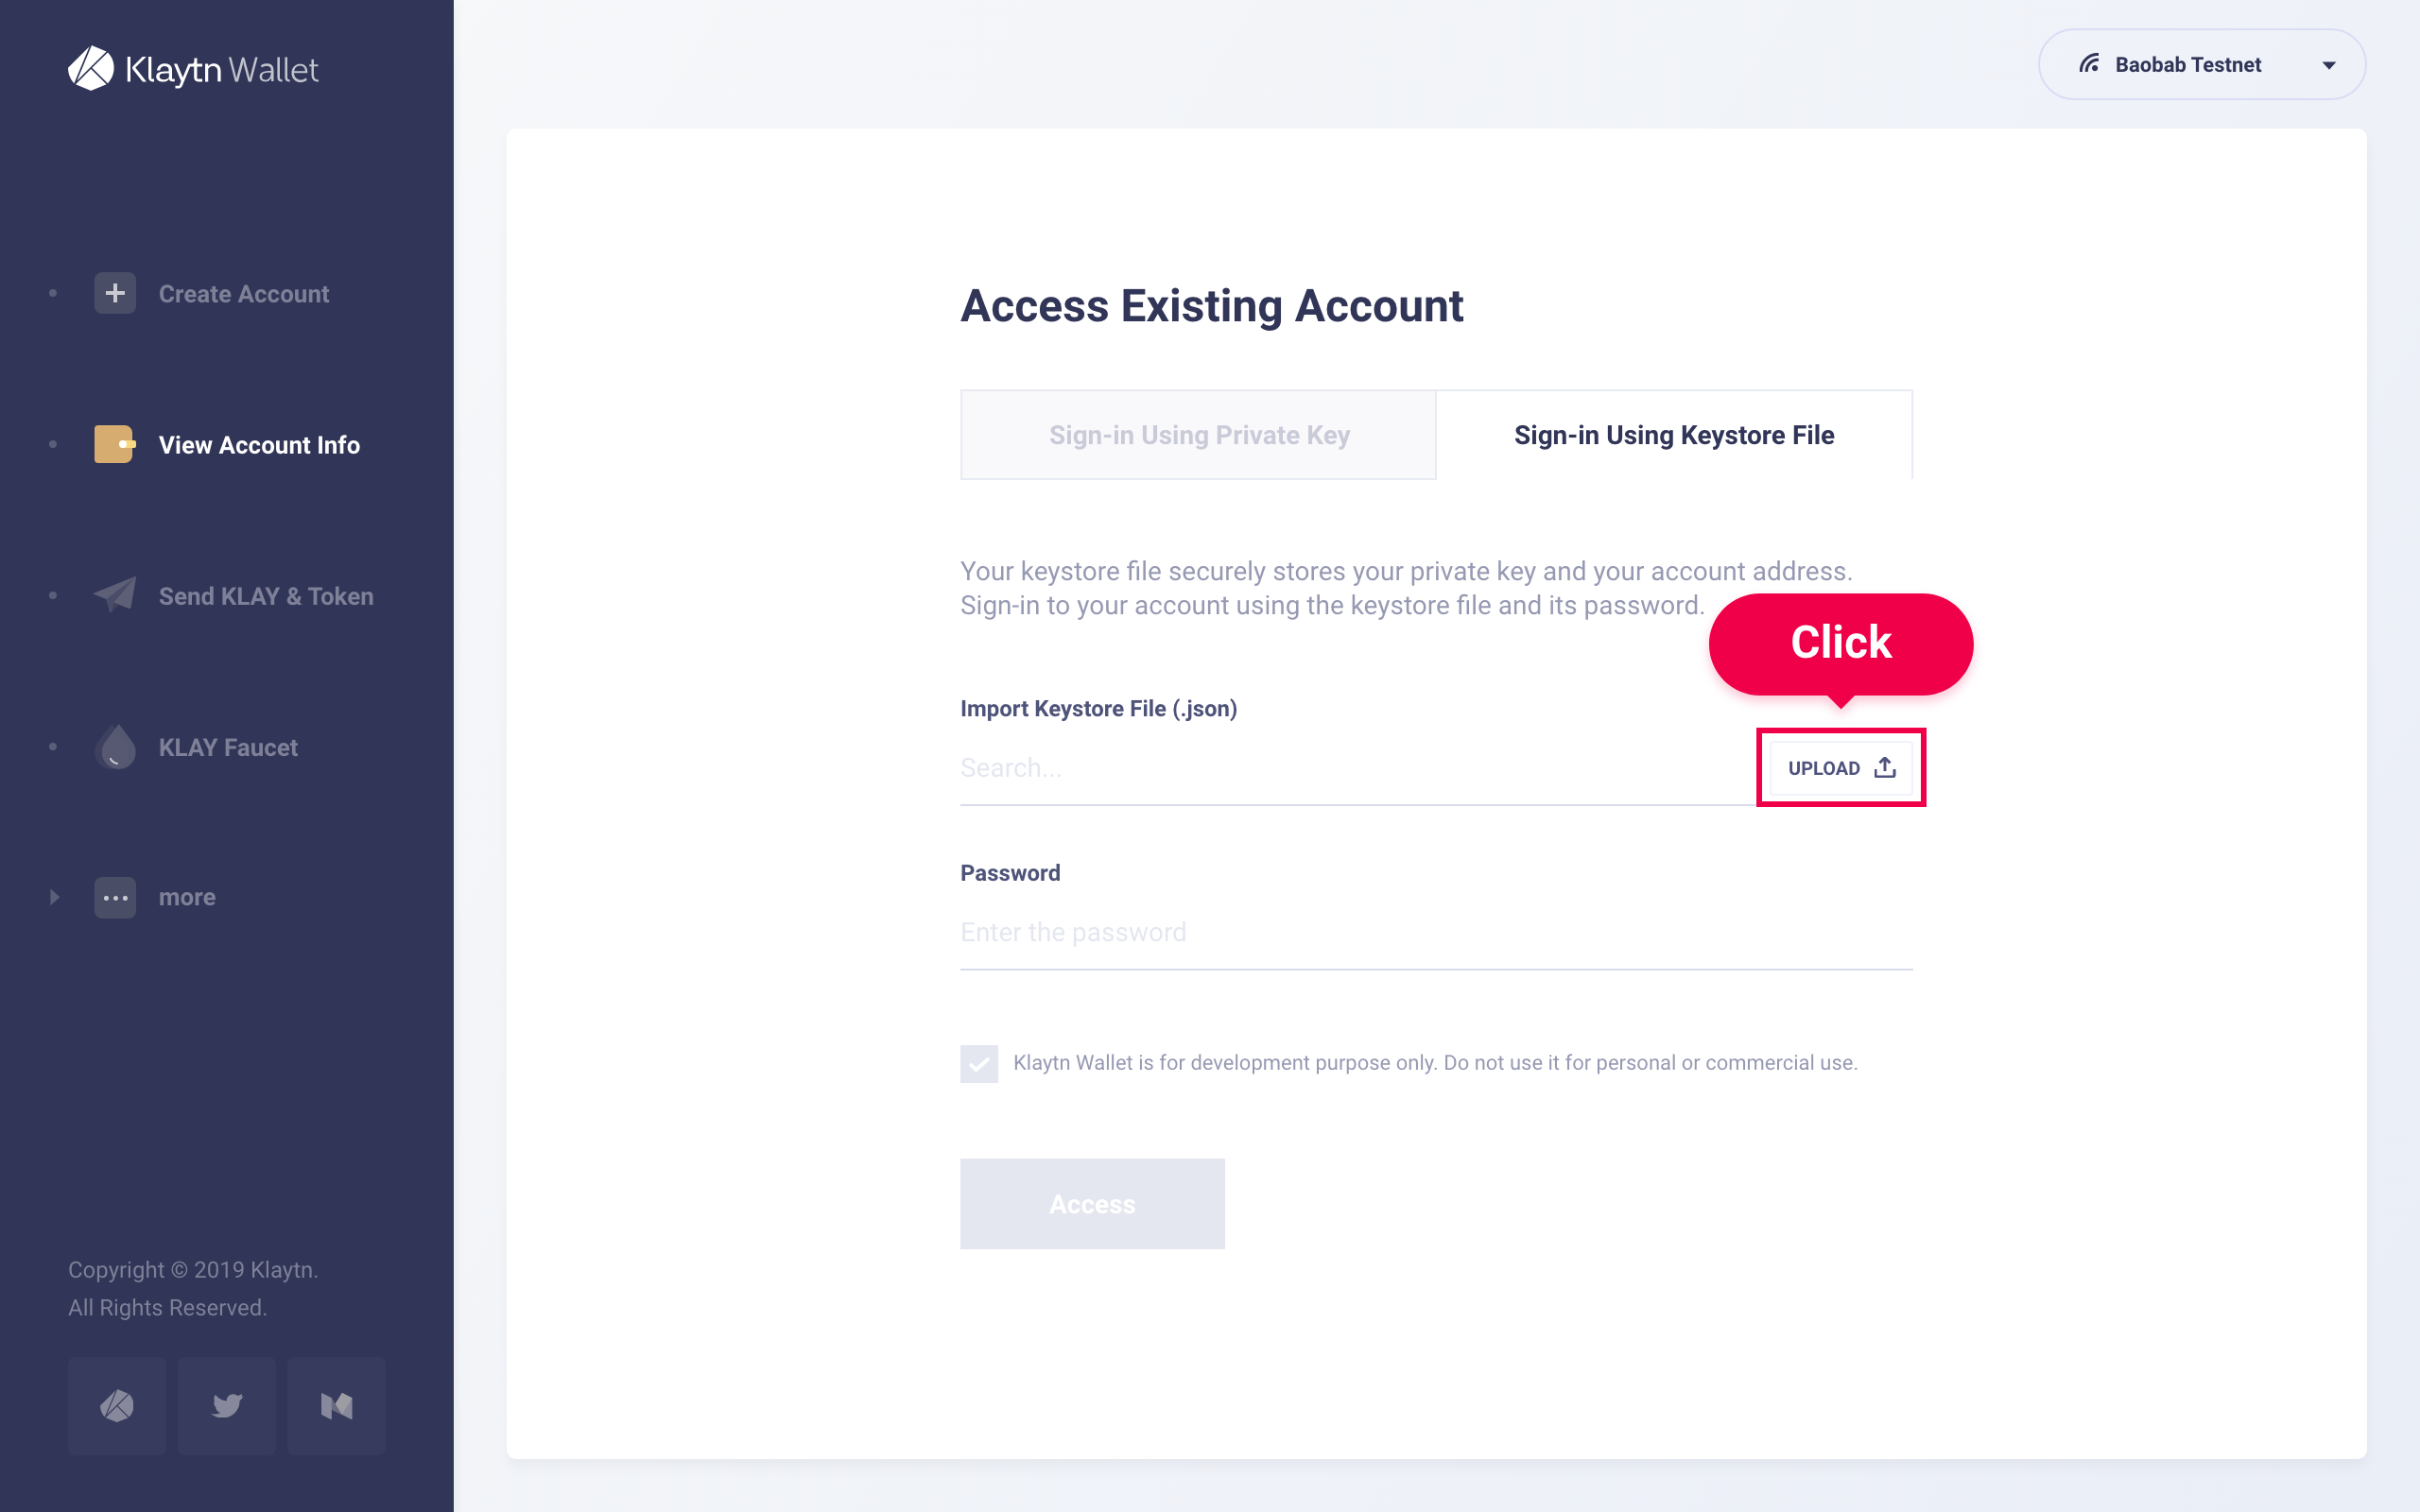 Klaytn Wallet
Baobab Testnet
Create Account
View Account Info
Send KLAY & Token
KLAY Faucet
more
Copyright © 2019 Klaytn.
All Rights Reserved.
Access Existing Account
Sign-in Using Private Key
Sign-in Using Keystore File
Your keystore file securely stores your private key and your account address.
Sign-in to your account using the keystore file and its password.
Click
Import Keystore File (.json)
Search...
UPLOAD
Password
Enter the password
Klaytn Wallet is for development purpose only. Do not use it for personal or commercial use.
Access